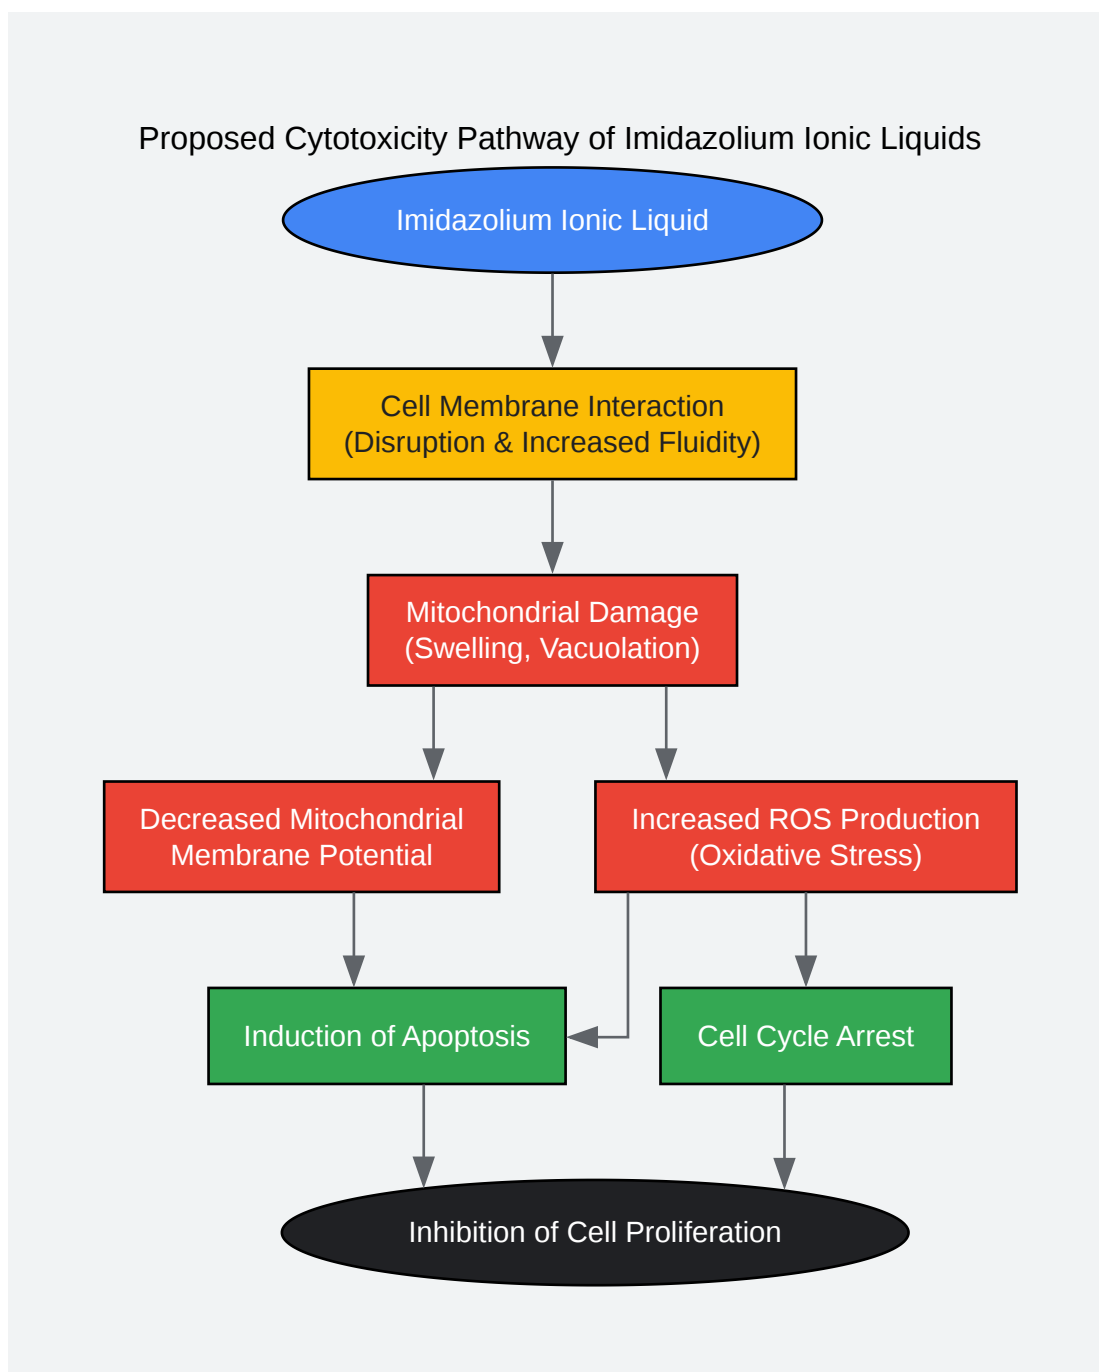 Proposed Cytotoxicity Pathway of Imidazolium Ionic Liquids
Imidazolium Ionic Liquid
Cell Membrane Interaction
(Disruption & Increased Fluidity)
Mitochondrial Damage
(Swelling, Vacuolation)
Decreased Mitochondrial
Membrane Potential
Increased ROS Production
(Oxidative Stress)
Induction of Apoptosis
Cell Cycle Arrest
Inhibition of Cell Proliferation